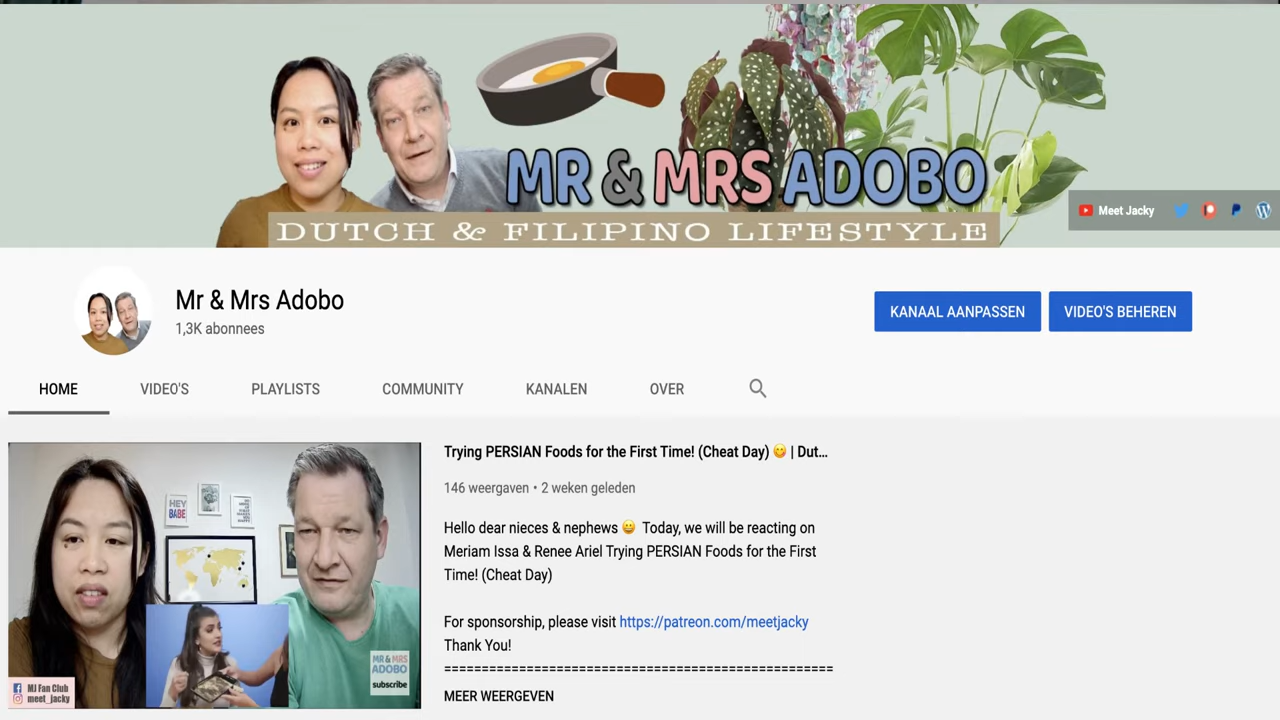 MR & MRS ADOBO
DUTCH & FILIPINO LIFESTYLE
Meet Jacky
Mr & Mrs Adobo
1,3K abonnees
KANAAL AANPASSEN
VIDEO'S BEHEREN
HOME VIDEO'S PLAYLISTS COMMUNITY KANALEN OVER
Trying PERSIAN Foods for the First Time! (Cheat Day) 😋 | Dut...
146 weergaven • 2 weken geleden
Hello dear nieces & nephews 😀 Today, we will be reacting on
Meriam Issa & Renee Ariel Trying PERSIAN Foods for the First
Time! (Cheat Day)
For sponsorship, please visit https://patreon.com/meetjacky
Thank You!
====================================================
MEER WEERGEVEN
HEY
BABE
MR & MRS
ADOBO
subscribe
MJ Fan Club
meet_jacky